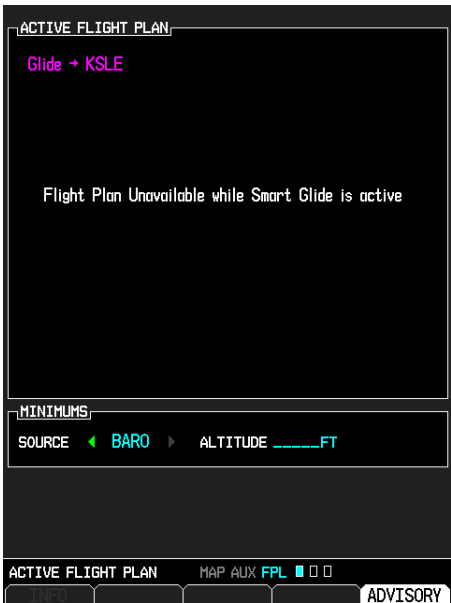 ACTIVE FLIGHT PLAN
Glide → KSLE
Flight Plan Unavailable while Smart Glide is active
MINIMUMS
SOURCE BARO ALTITUDE _____FT
ACTIVE FLIGHT PLAN MAP AUX FPL
INFO ADVISORY